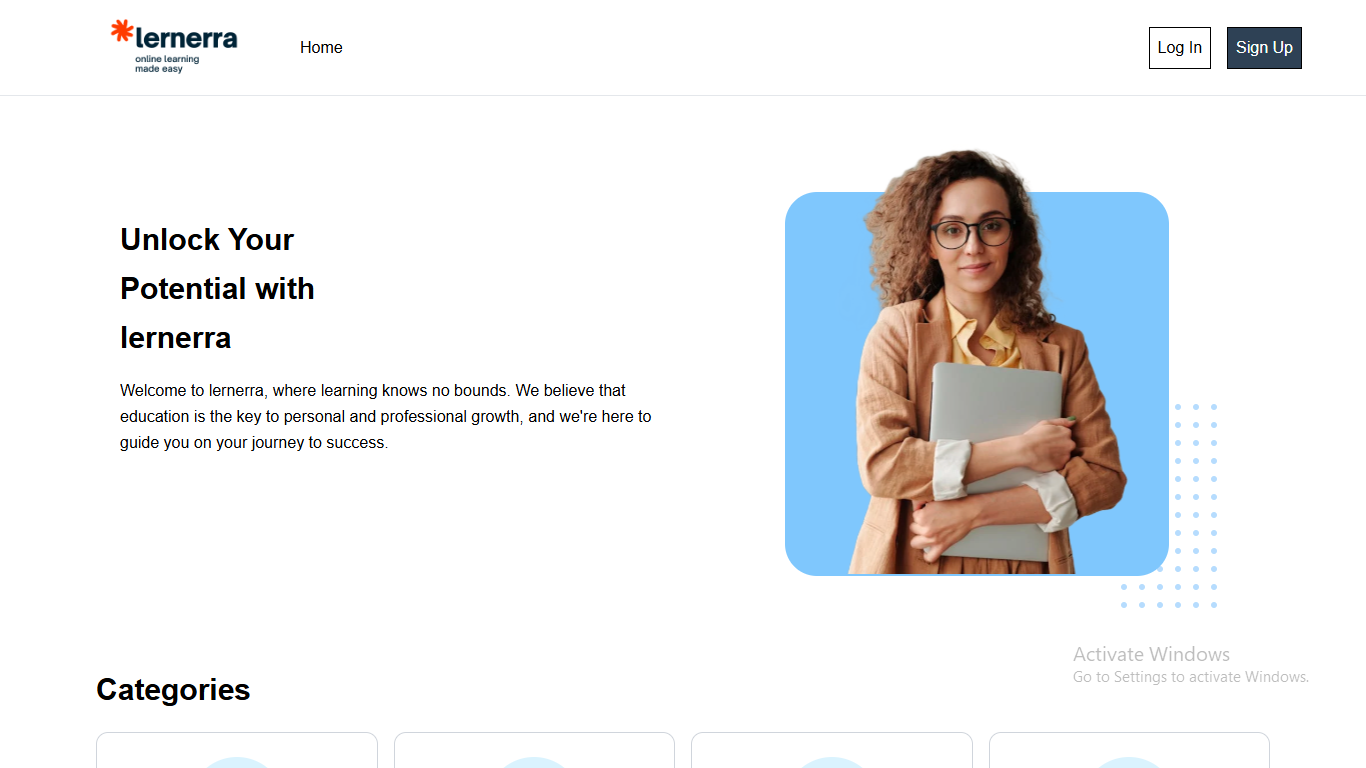 lernerra
online learning
made easy
Home
Log In
Sign Up
Unlock Your
Potential with
lernerra
Welcome to lernerra, where learning knows no bounds. We believe that
education is the key to personal and professional growth, and we're here to
guide you on your journey to success.
Activate Windows
Go to Settings to activate Windows.
Categories